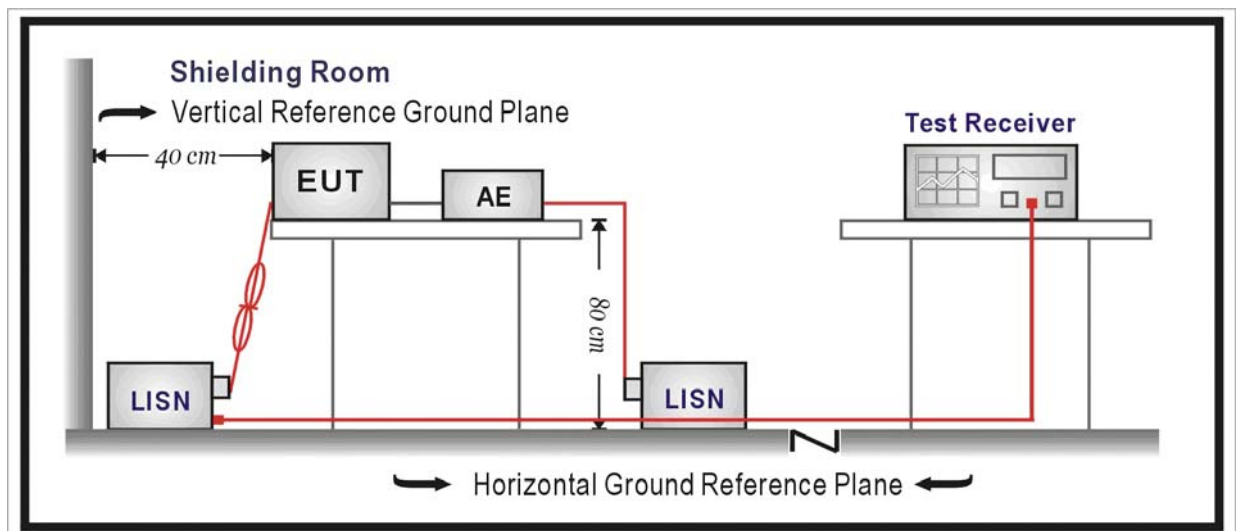 Shielding Room
Vertical Reference Ground Plane
Test Receiver
40 cm
EUT
AE
80 cm
LISN
LISN
Horizontal Ground Reference Plane